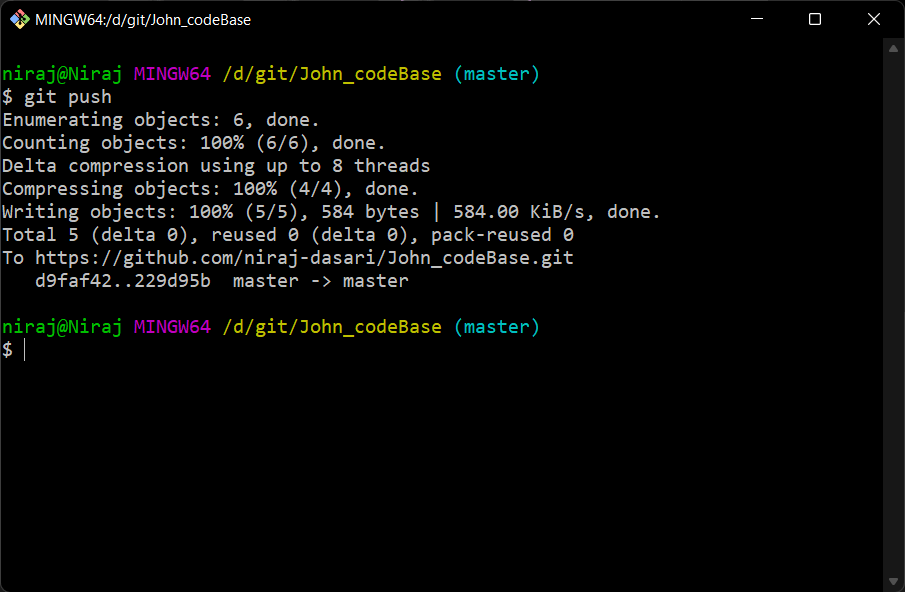 MINGW64:/d/git/John_codeBase
niraj@Niraj MINGW64 /d/git/John_codeBase (master)
$ git push
Enumerating objects: 6, done.
Counting objects: 100% (6/6), done.
Delta compression using up to 8 threads
Compressing objects: 100% (4/4), done.
Writing objects: 100% (5/5), 584 bytes | 584.00 KiB/s, done.
Total 5 (delta 0), reused 0 (delta 0), pack-reused 0
To https://github.com/niraj-dasari/John_codeBase.git
   d9faf42..229d95b  master -> master
niraj@Niraj MINGW64 /d/git/John_codeBase (master)
$